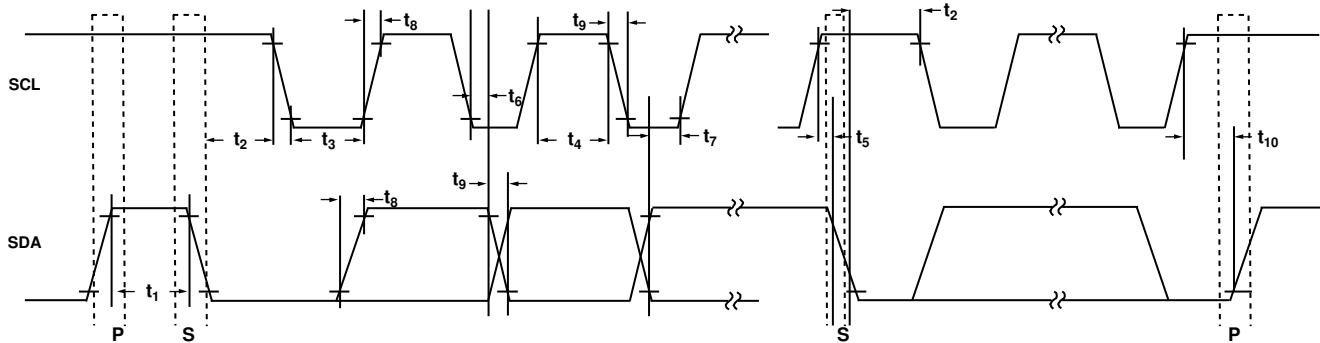 t8 t9 t2
SCL
t6
t2 t3 t4 t7 t5 t10
t9
t8
SDA
t1
P S S P